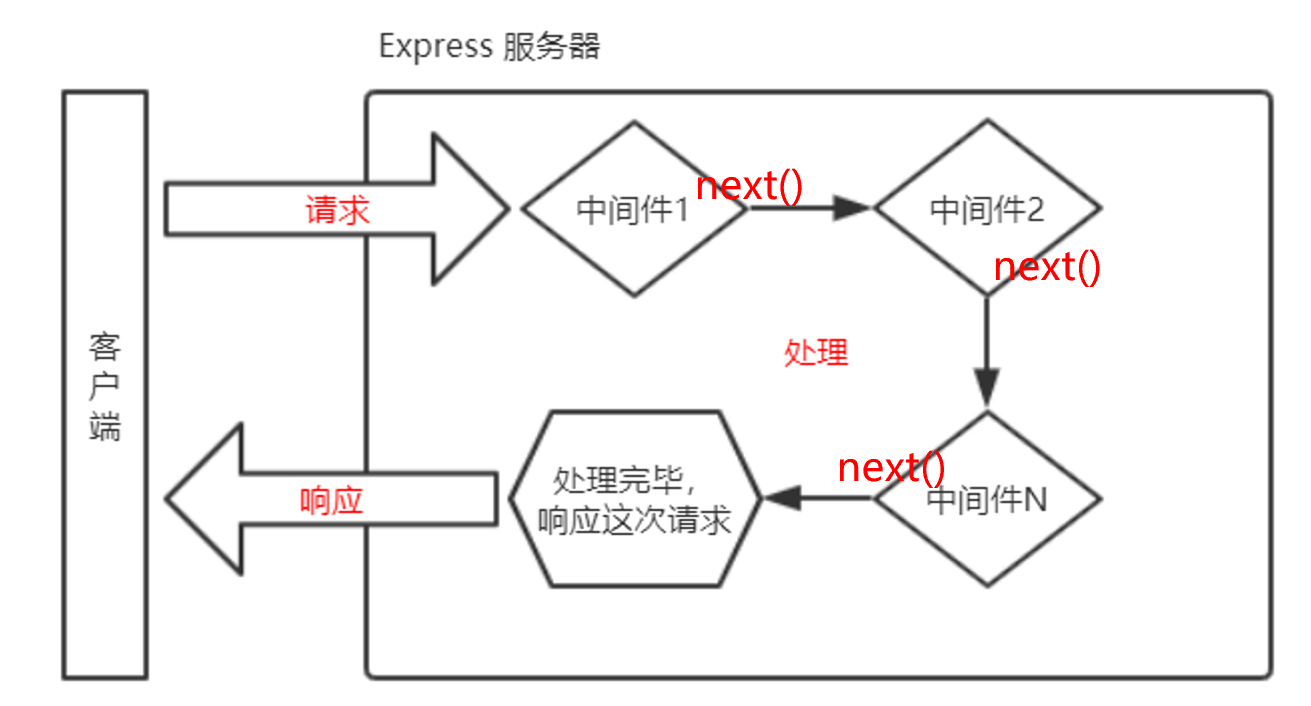 Express 服务器
请求
中间件1
next()
中间件2
next()
处理
客户端
next()
中间件N
处理完毕,
响应这次请求
响应